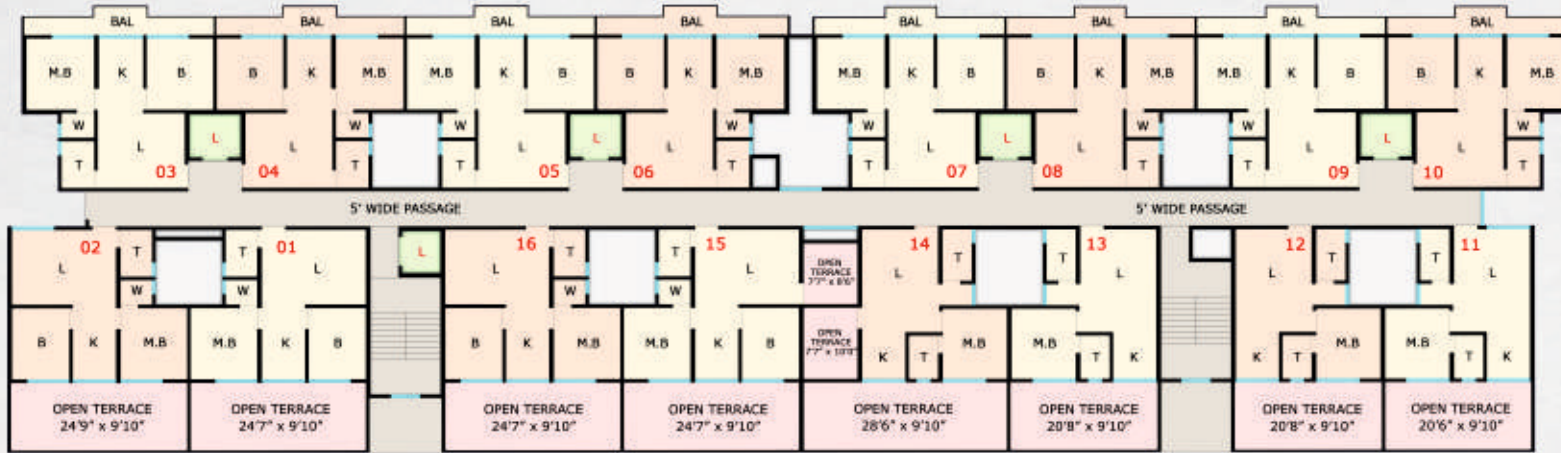 BAL BAL BAL BAL BAL BAL BAL BAL
M.B K B B K M.B M.B K B B K M.B M.B K B B K M.B M.B K B B K M.B
W L W W L W W L W W L W
L L L L L L L L
T T T T T T T T
03 04 05 06 07 08 09 10
5' WIDE PASSAGE 5' WIDE PASSAGE
02 T T 01 L 16 T T 15 14 T T 13 12 T T 11
L L L L OPEN TERRACE 7'7" x 8'6" L L L L
W W W W
B K M.B M.B K B B K M.B M.B K B OPEN TERRACE 7'7" x 10'0" K T M.B M.B T K K T M.B M.B T K
OPEN TERRACE OPEN TERRACE OPEN TERRACE OPEN TERRACE OPEN TERRACE OPEN TERRACE OPEN TERRACE OPEN TERRACE
24'9" x 9'10" 24'7" x 9'10" 24'7" x 9'10" 24'7" x 9'10" 28'6" x 9'10" 20'8" x 9'10" 20'8" x 9'10" 20'6" x 9'10"